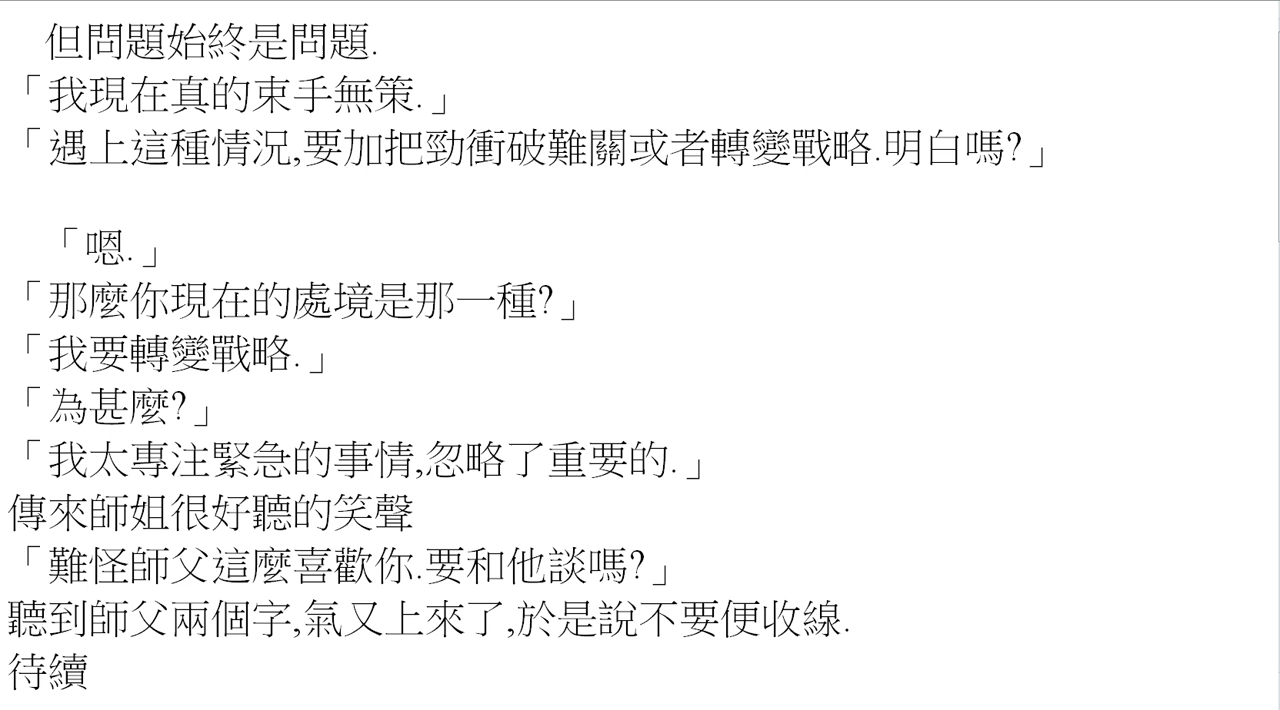 但問題始終是問題.
「我現在真的束手無策.」
「遇上這種情況,要加把勁衝破難關或者轉變戰略.明白嗎?」
「嗯.」
「那麼你現在的處境是那一種?」
「我要轉變戰略.」
「為甚麼?」
「我太專注緊急的事情,忽略了重要的.」
傳來師姐很好聽的笑聲
「難怪師父這麼喜歡你.要和他談嗎?」
聽到師父兩個字,氣又上來了,於是說不要便收線.
待續